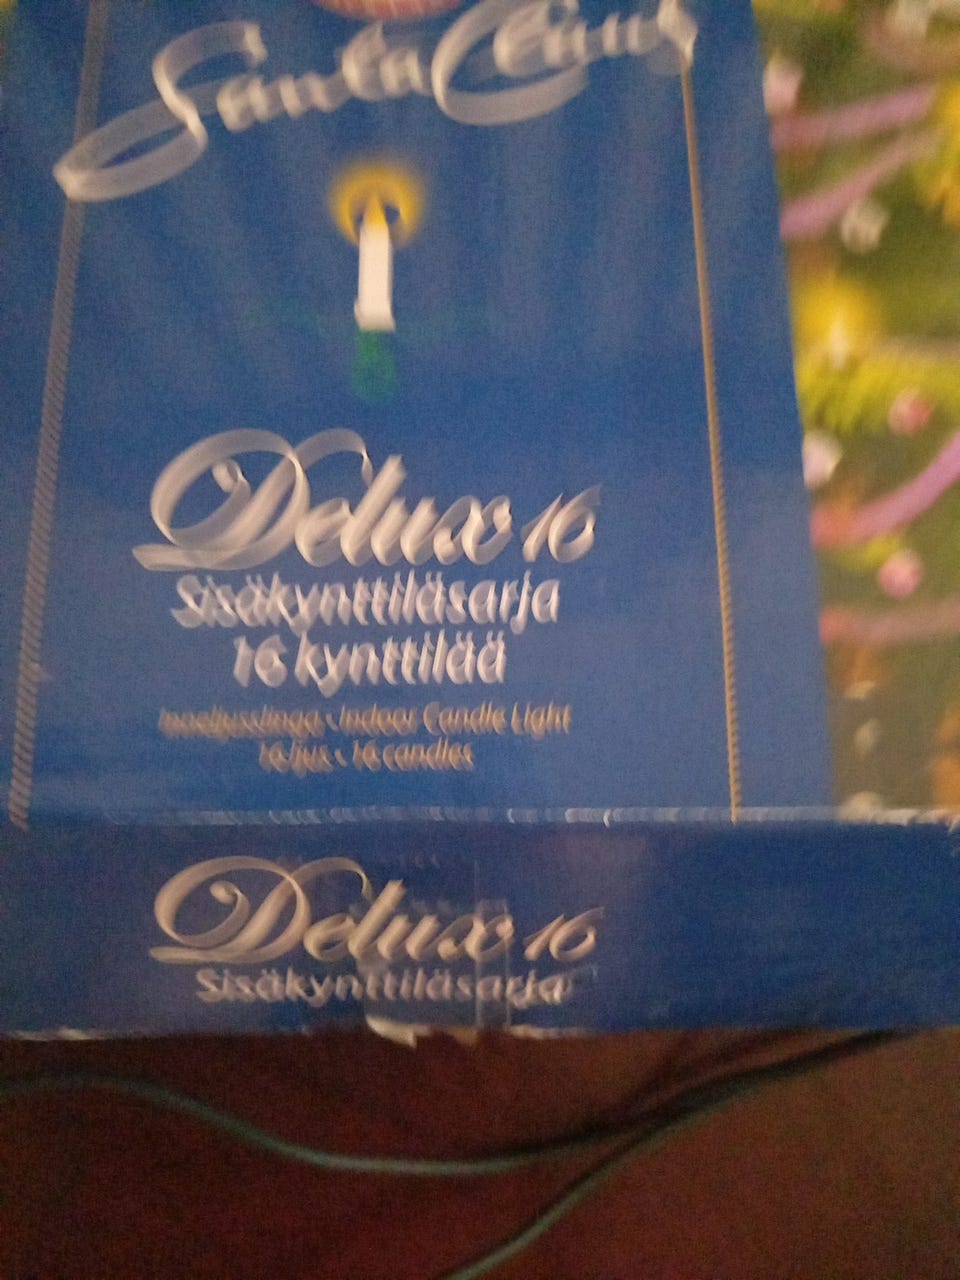 Santa Claus
Delux 16
Sisäkynttiläsarja
16 kynttilää
Inneljusslinga • Indoor Candle Light
16 ljus • 16 candles
Delux 16
Sisäkynttiläsarja